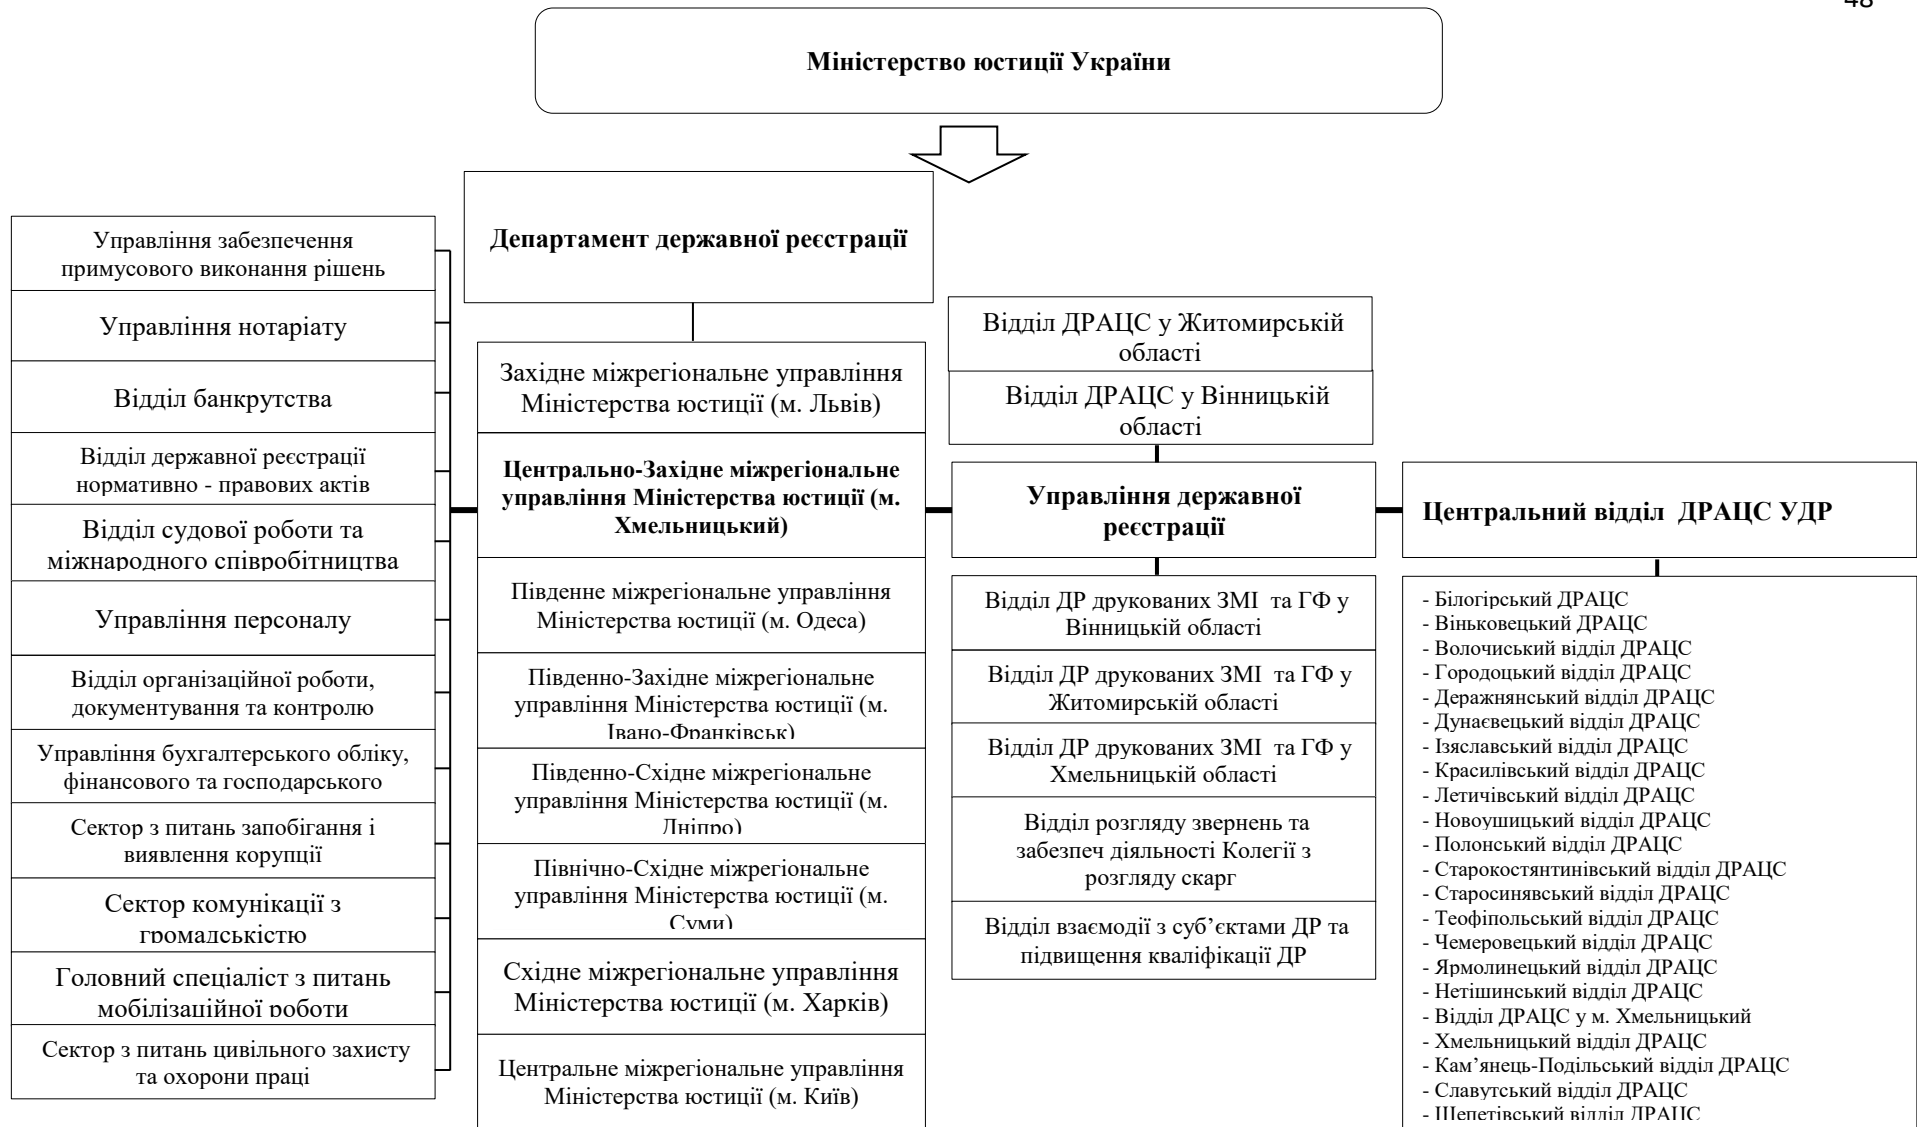 48
Міністерство юстиції України
Департамент державної реєстрації
Управління забезпечення
примусового виконання рішень
Управління нотаріату
Відділ банкрутства
Відділ державної реєстрації
нормативно - правових актів
Відділ судової роботи та
міжнародного співробітництва
Управління персоналу
Відділ організаційної роботи,
документування та контролю
Управління бухгалтерського обліку,
фінансового та господарського
Сектор з питань запобігання і
виявлення корупції
Сектор комунікації з
громадськістю
Головний спеціаліст з питань
мобілізаційної роботи
Сектор з питань цивільного захисту
та охорони праці
Західне міжрегіональне управління
Міністерства юстиції (м. Львів)
Центрально-Західне міжрегіональне
управління Міністерства юстиції (м.
Хмельницький)
Південне міжрегіональне управління
Міністерства юстиції (м. Одеса)
Південно-Західне міжрегіональне
управління Міністерства юстиції (м.
Івано-Франківськ)
Південно-Східне міжрегіональне
управління Міністерства юстиції (м.
Дніпро)
Північно-Східне міжрегіональне
управління Міністерства юстиції (м.
Суми)
Східне міжрегіональне управління
Міністерства юстиції (м. Харків)
Центральне міжрегіональне управління
Міністерства юстиції (м. Київ)
Відділ ДРАЦС у Житомирській
області
Відділ ДРАЦС у Вінницькій
області
Управління державної
реєстрації
Відділ ДР друкованих ЗМІ та ГФ у
Вінницькій області
Відділ ДР друкованих ЗМІ та ГФ у
Житомирській області
Відділ ДР друкованих ЗМІ та ГФ у
Хмельницькій області
Відділ розгляду звернень та
забезпеч діяльності Колегії з
розгляду скарг
Відділ взаємодії з суб’єктами ДР та
підвищення кваліфікації ДР
Центральний відділ ДРАЦС УДР
- Білогірський ДРАЦС
- Віньковецький ДРАЦС
- Волочиський відділ ДРАЦС
- Городоцький відділ ДРАЦС
- Деражнянський відділ ДРАЦС
- Дунаєвецький відділ ДРАЦС
- Ізяславський відділ ДРАЦС
- Красилівський відділ ДРАЦС
- Летичівський відділ ДРАЦС
- Новоушицький відділ ДРАЦС
- Полонський відділ ДРАЦС
- Старокостянтинівський відділ ДРАЦС
- Старосинявський відділ ДРАЦС
- Теофіпольський відділ ДРАЦС
- Чемеровецький відділ ДРАЦС
- Ярмолинецький відділ ДРАЦС
- Нетішинський відділ ДРАЦС
- Відділ ДРАЦС у м. Хмельницький
- Хмельницький відділ ДРАЦС
- Кам’янець-Подільський відділ ДРАЦС
- Славутський відділ ДРАЦС
- Шепетівський відділ ДРАЦС